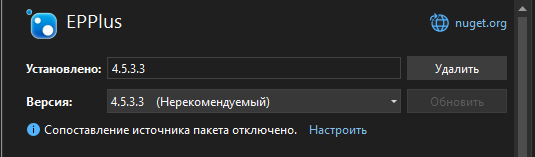 EPPlus
nuget.org
Установлено: 4.5.3.3 Удалить
Версия: 4.5.3.3 (Нерекомендуемый) Обновить
Сопоставление источника пакета отключено. Настроить